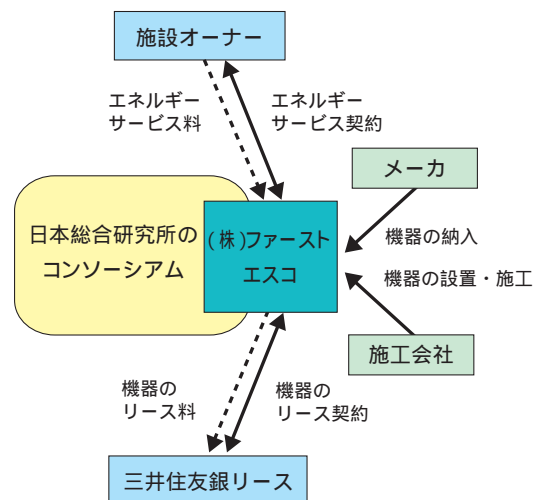 施設オーナー
エネルギー
サービス料
エネルギー
サービス契約
メーカ
日本総合研究所の
コンソーシアム
(株)ファースト
エスコ
機器の納入
機器の設置・施工
施工会社
機器の
リース料
機器の
リース契約
三井住友銀リース